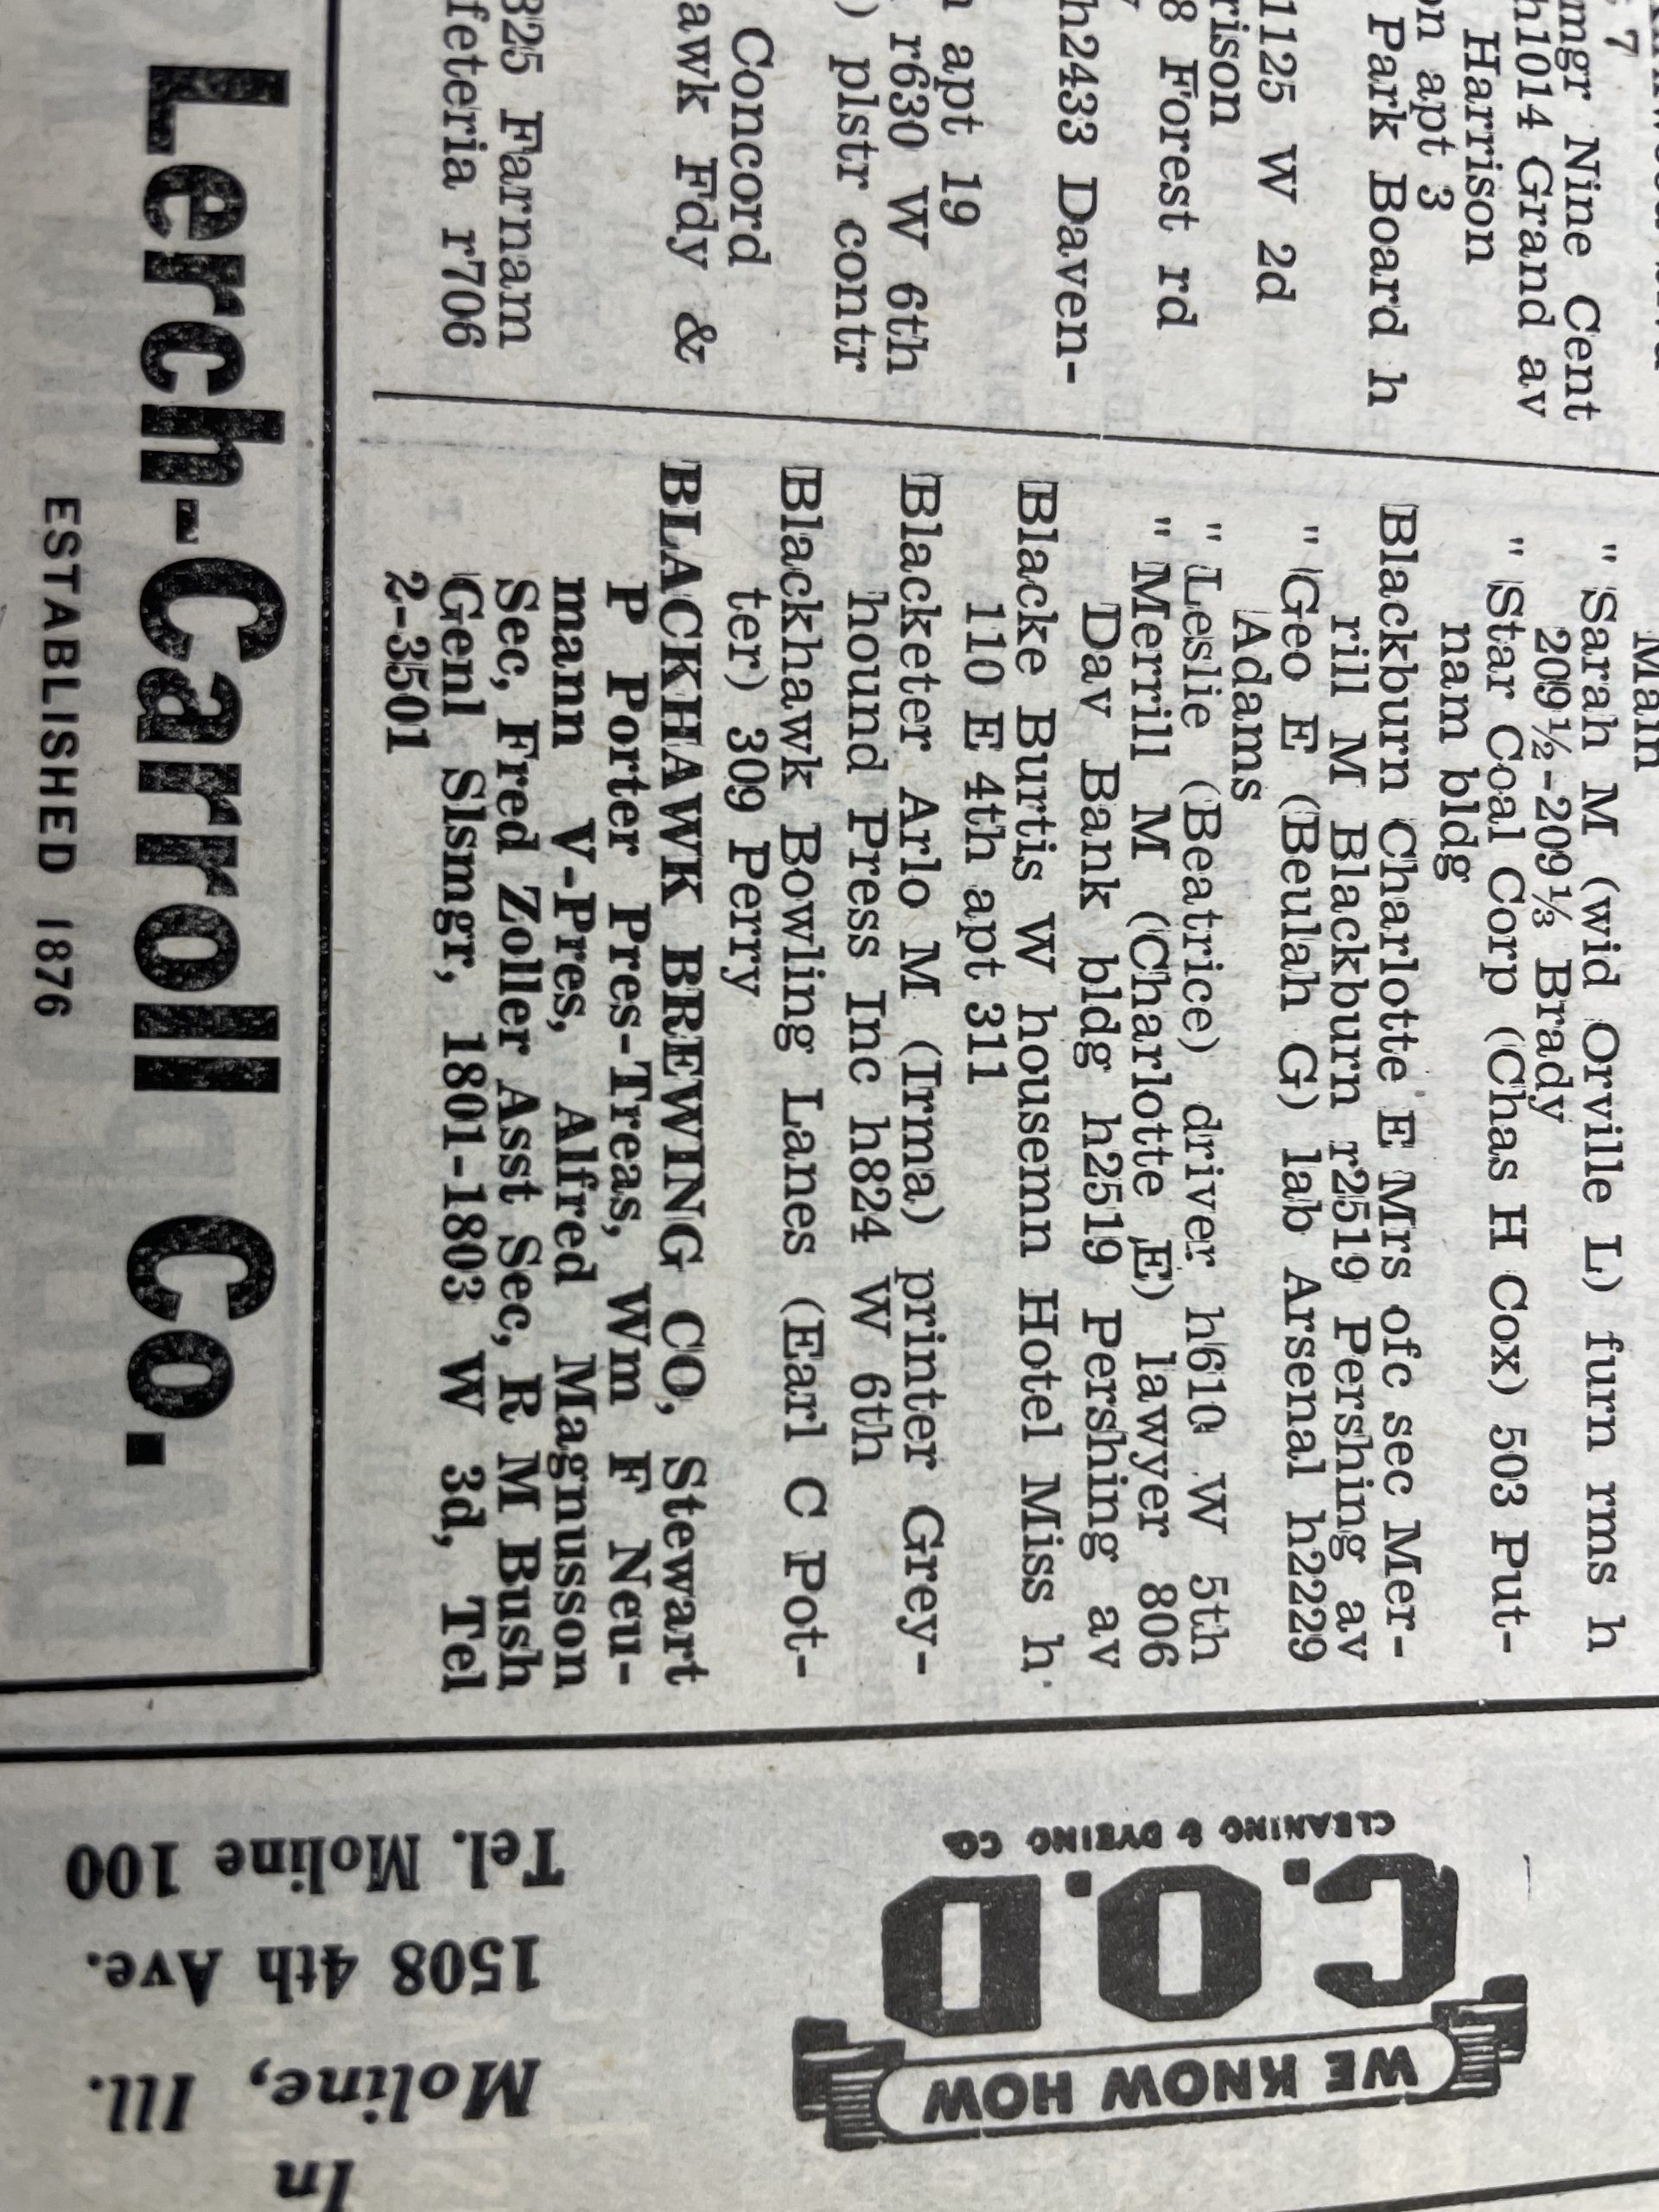 mgr Nine Cent
h1014 Grand av
Harrison
on apt 3
Park Board h
1125 W 2d
rison
8 Forest rd
h2433 Daven-
apt 19
r630 W 6th
) plstr contr
Concord
awk Fdy &
325 Farnam
feteria r706
Main
" Sarah M (wid Orville L) furn rms h
209½-209⅓ Brady
" Star Coal Corp (Chas H Cox) 503 Put-
nam bldg
Blackburn Charlotte E Mrs ofc sec Mer-
rill M Blackburn r2519 Pershing av
" Geo E (Beulah G) lab Arsenal h2229
Adams
" Leslie (Beatrice) driver h610 W 5th
" Merrill M (Charlotte E) lawyer 806
Dav Bank bldg h2519 Pershing av
Blacke Burtis W housemn Hotel Miss h
110 E 4th apt 311
Blacketer Arlo M (Irma) printer Grey-
hound Press Inc h824 W 6th
Blackhawk Bowling Lanes (Earl C Pot-
ter) 309 Perry
BLACKHAWK BREWING CO, Stewart
P Porter Pres-Treas, Wm F Neu-
mann V-Pres, Alfred Magnusson
Sec, Fred Zoller Asst Sec, R M Bush
Genl Slsmgr, 1801-1803 W 3d, Tel
2-3501
Lerch-Carroll Co.
ESTABLISHED 1876
WE KNOW HOW
C.O.D
CLEANING & DYEING CO.
In
Moline, Ill.
1508 4th Ave.
Tel. Moline 100